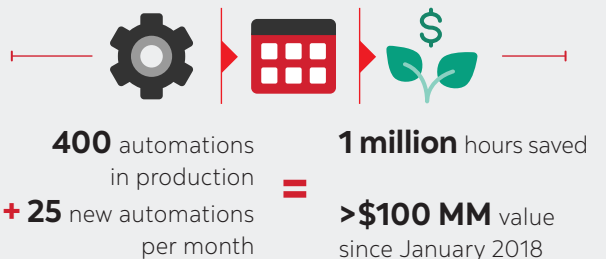 $
400 automations
in production
+ 25 new automations
per month
=
1 million hours saved
>$100 MM value
since January 2018